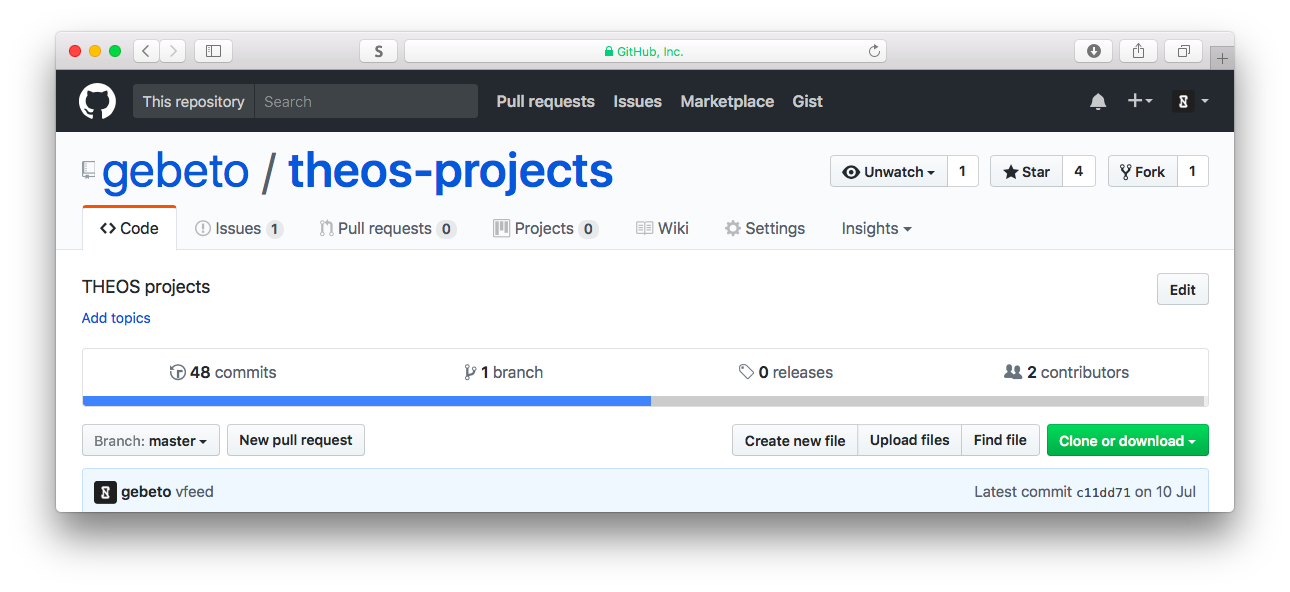 S GitHub, Inc.
This repository Search Pull requests Issues Marketplace Gist
gebeto / theos-projects Unwatch 1 Star 4 Fork 1
Code Issues 1 Pull requests 0 Projects 0 Wiki Settings Insights
THEOS projects Edit
Add topics
48 commits 1 branch 0 releases 2 contributors
Branch: master New pull request Create new file Upload files Find file Clone or download
gebeto vfeed Latest commit c11dd71 on 10 Jul